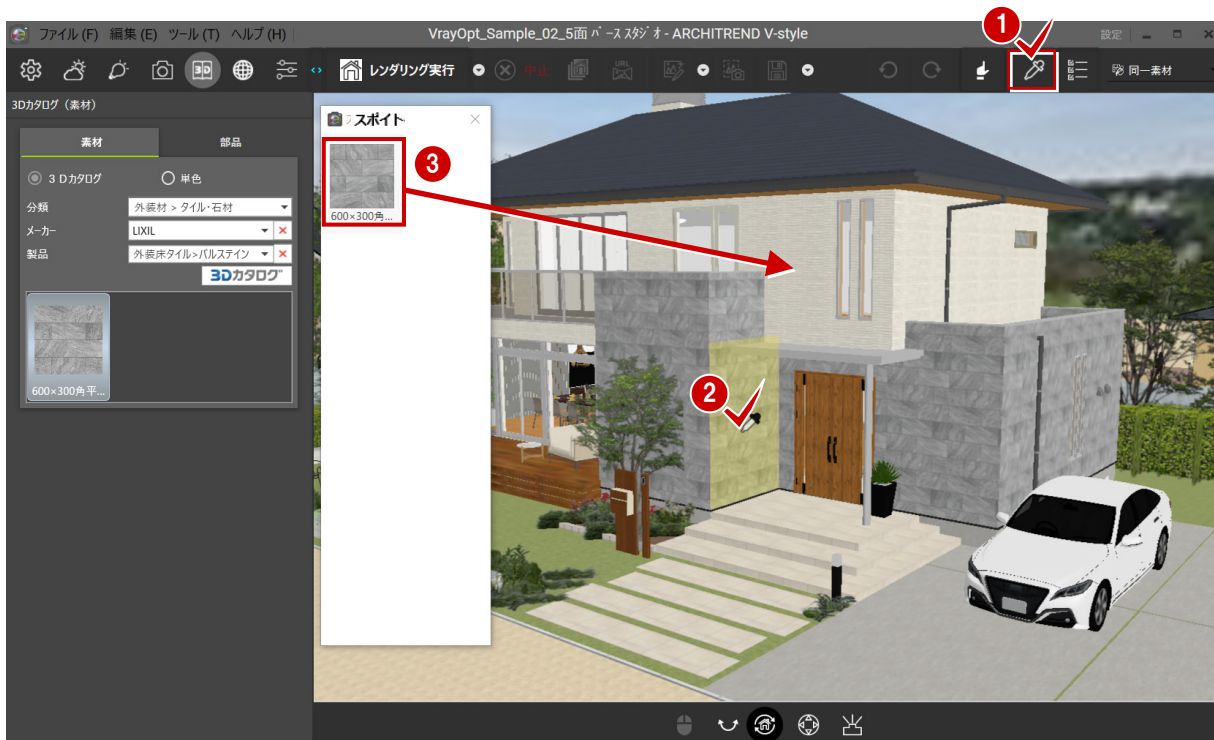 1
ファイル (F) 編集 (E) ツール (T) ヘルプ (H)
VrayOpt_Sample_02_5面 パース スタジオ - ARCHITREND V-style
設定
3D
レンダリング実行
中止
URL
同一素材
3Dカタログ（素材）
素材
部品
3 Dカタログ
単色
分類
外装材 > タイル･石材
メーカー
LIXIL
製品
外装床タイル>バルステイン
3Dカタログ
600×300角平...
スポイト
600×300角...
3
2